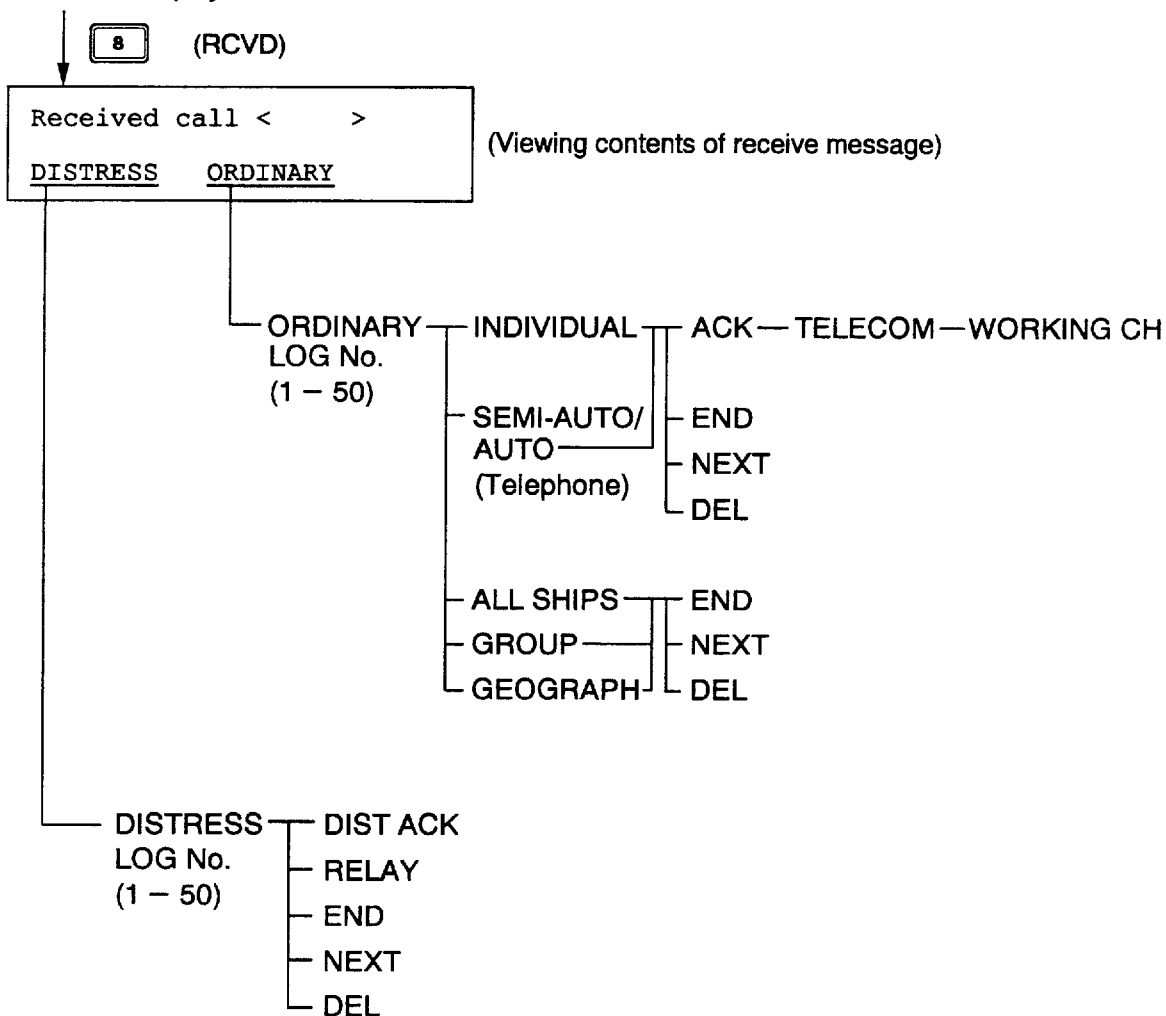 8 (RCVD)
Received call < >
DISTRESS ORDINARY
(Viewing contents of receive message)
ORDINARY INDIVIDUAL ACK TELECOM WORKING CH
LOG No.
(1 – 50)
SEMI-AUTO/ END
AUTO NEXT
(Telephone)
DEL
ALL SHIPS END
GROUP NEXT
GEOGRAPH DEL
DISTRESS DIST ACK
LOG No. RELAY
(1 – 50)
END
NEXT
DEL